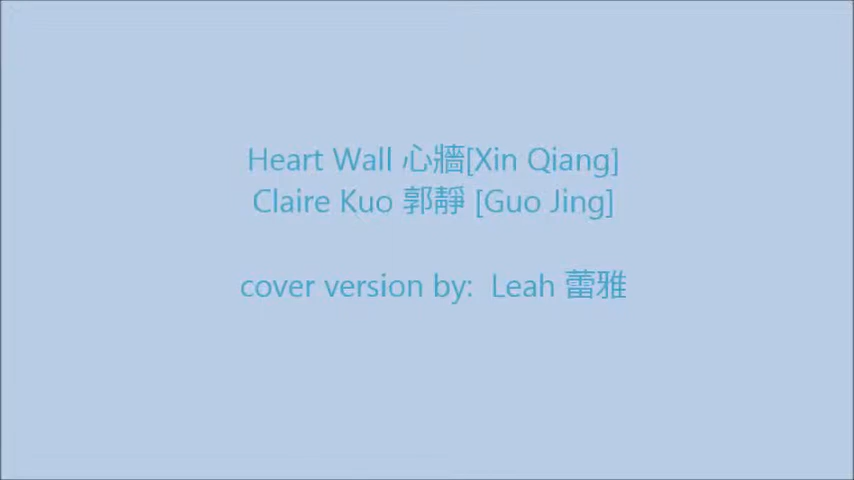 Heart Wall 心牆[Xin Qiang]
Claire Kuo 郭靜 [Guo Jing]
cover version by:  Leah 蕾雅